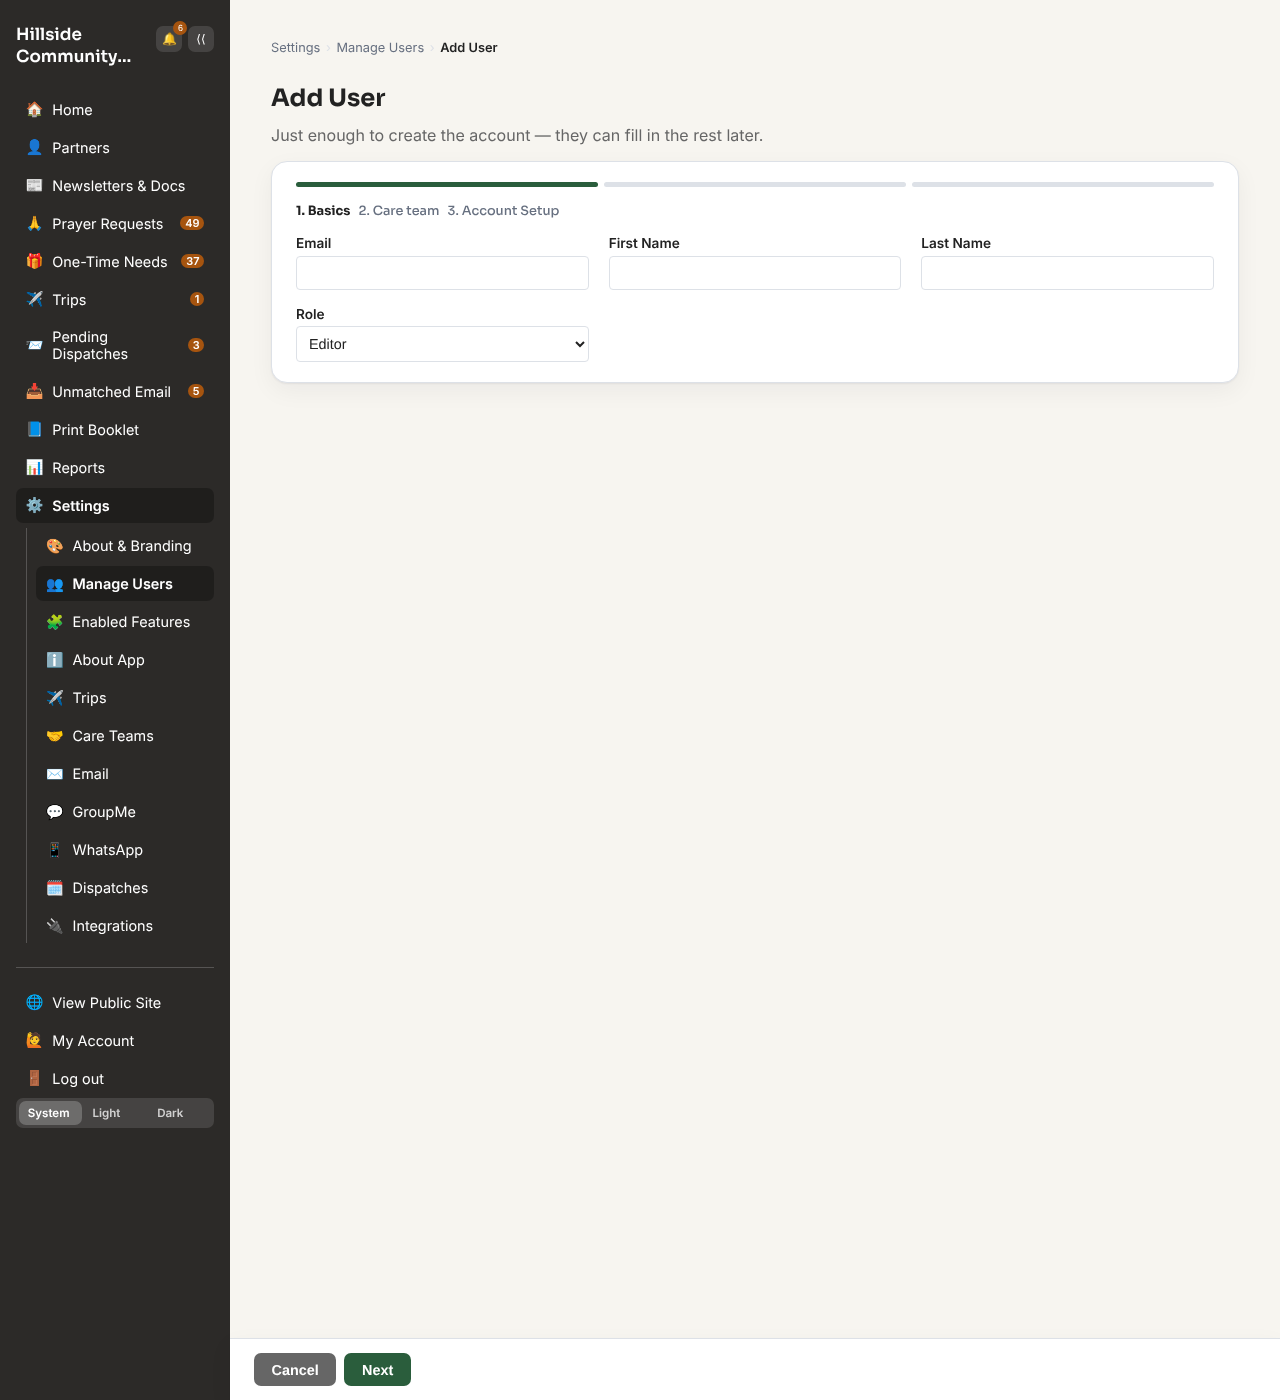 Hillside
Community...
6
⟨⟨
Home
Partners
Newsletters & Docs
Prayer Requests 49
One-Time Needs 37
Trips 1
Pending
Dispatches 3
Unmatched Email 5
Print Booklet
Reports
Settings
About & Branding
Manage Users
Enabled Features
About App
Trips
Care Teams
Email
GroupMe
WhatsApp
Dispatches
Integrations
View Public Site
My Account
Log out
System Light Dark
Settings › Manage Users › Add User
Add User
Just enough to create the account — they can fill in the rest later.
1. Basics 2. Care team 3. Account Setup
Email First Name Last Name
Role
Editor
Cancel Next